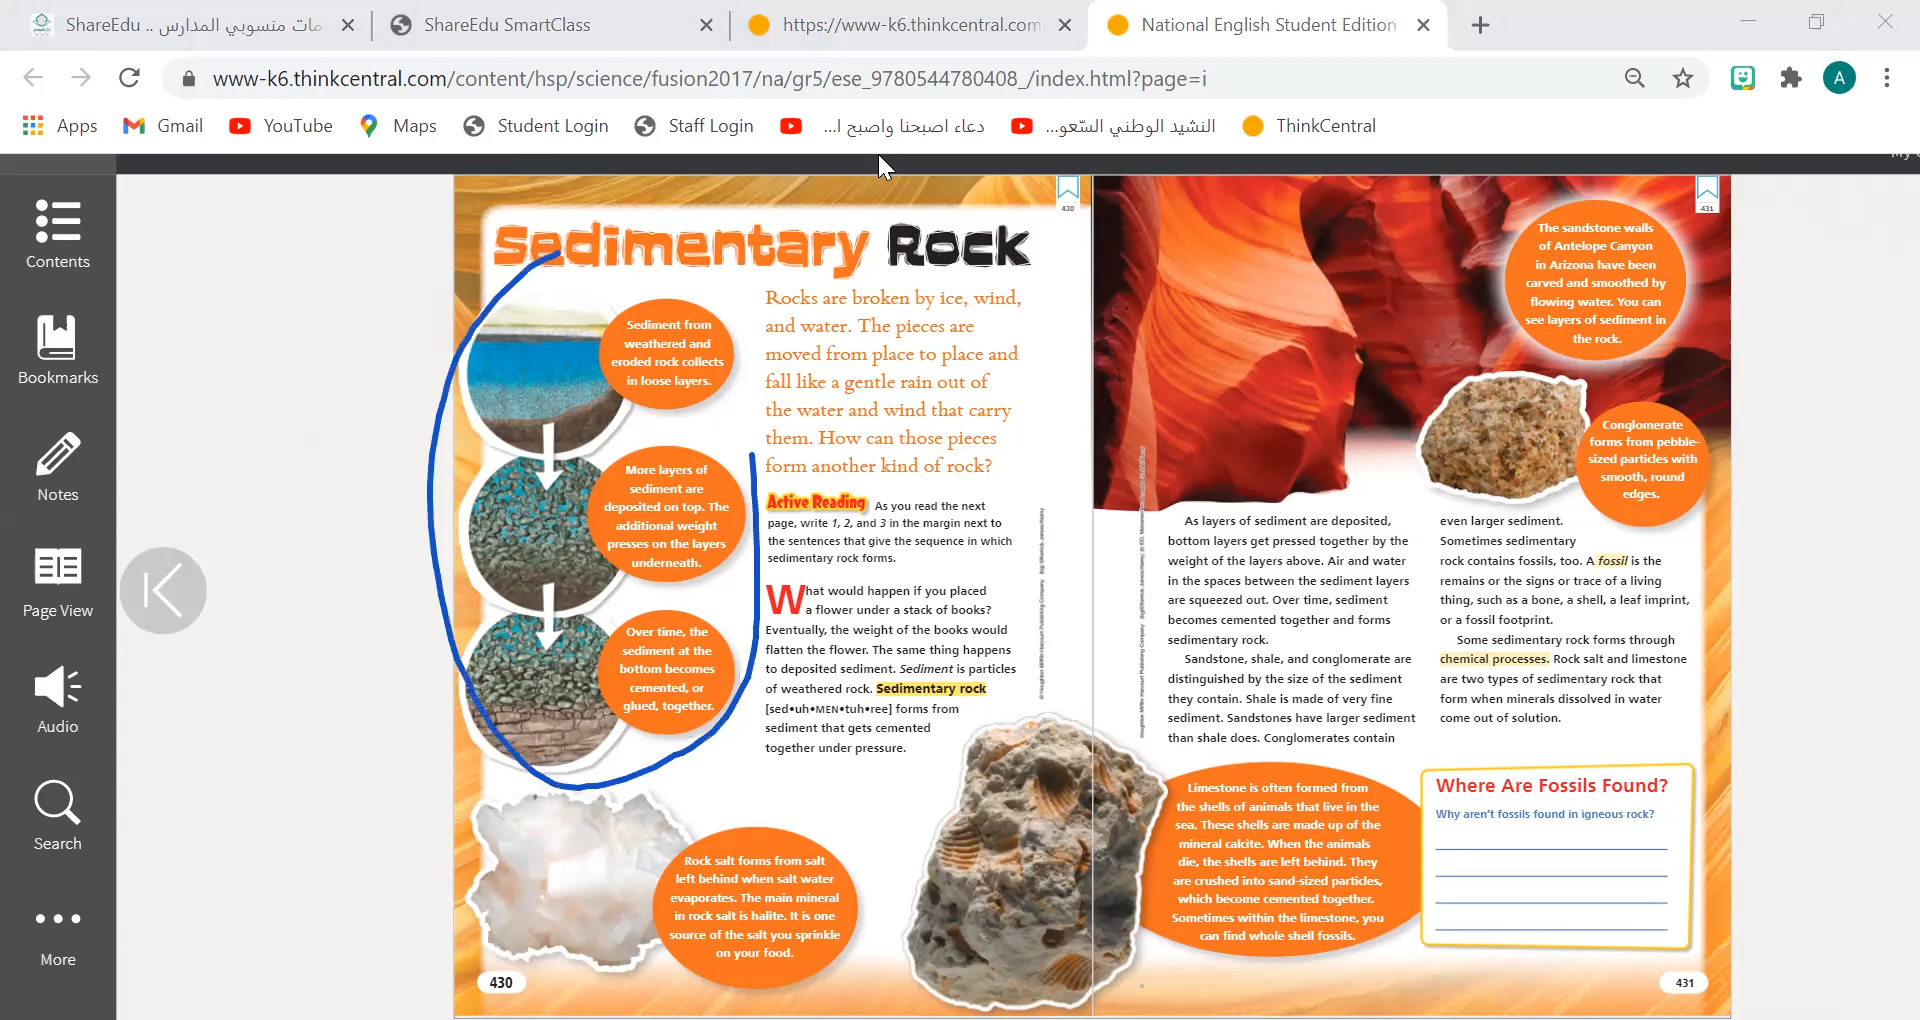 ShareEdu .. مات منسوبي المدارس
ShareEdu SmartClass
https://www-k6.thinkcentral.com
National English Student Edition
www-k6.thinkcentral.com/content/hsp/science/fusion2017/na/gr5/ese_9780544780408_/index.html?page=i
A
Apps
Gmail
YouTube
Maps
Student Login
Staff Login
دعاء اصبحنا واصبح ا...
النشيد الوطني السّعو...
ThinkCentral
Contents
Bookmarks
Notes
Page View
Audio
Search
More
430
Sedimentary Rock
Sediment from
weathered and
eroded rock collects
in loose layers.
More layers of
sediment are
deposited on top. The
additional weight
presses on the layers
underneath.
Over time, the
sediment at the
bottom becomes
cemented, or
glued, together.
Rocks are broken by ice, wind,
and water. The pieces are
moved from place to place and
fall like a gentle rain out of
the water and wind that carry
them. How can those pieces
form another kind of rock?
Active Reading As you read the next
page, write 1, 2, and 3 in the margin next to
the sentences that give the sequence in which
sedimentary rock forms.
What would happen if you placed
a flower under a stack of books?
Eventually, the weight of the books would
flatten the flower. The same thing happens
to deposited sediment. Sediment is particles
of weathered rock. Sedimentary rock
[sed•uh•MEN•tuh•ree] forms from
sediment that gets cemented
together under pressure.
Rock salt forms from salt
left behind when salt water
evaporates. The main mineral
in rock salt is halite. It is one
source of the salt you sprinkle
on your food.
430
431
The sandstone walls
of Antelope Canyon
in Arizona have been
carved and smoothed by
flowing water. You can
see layers of sediment in
the rock.
Conglomerate
forms from pebble-
sized particles with
smooth, round
edges.
As layers of sediment are deposited,
bottom layers get pressed together by the
weight of the layers above. Air and water
in the spaces between the sediment layers
are squeezed out. Over time, sediment
becomes cemented together and forms
sedimentary rock.
Sandstone, shale, and conglomerate are
distinguished by the size of the sediment
they contain. Shale is made of very fine
sediment. Sandstones have larger sediment
than shale does. Conglomerates contain
even larger sediment.
Sometimes sedimentary
rock contains fossils, too. A fossil is the
remains or the signs or trace of a living
thing, such as a bone, a shell, a leaf imprint,
or a fossil footprint.
Some sedimentary rock forms through
chemical processes. Rock salt and limestone
are two types of sedimentary rock that
form when minerals dissolved in water
come out of solution.
Limestone is often formed from
the shells of animals that live in the
sea. These shells are made up of the
mineral calcite. When the animals
die, the shells are left behind. They
are crushed into sand-sized particles,
which become cemented together.
Sometimes within the limestone, you
can find whole shell fossils.
Where Are Fossils Found?
Why aren't fossils found in igneous rock?
431